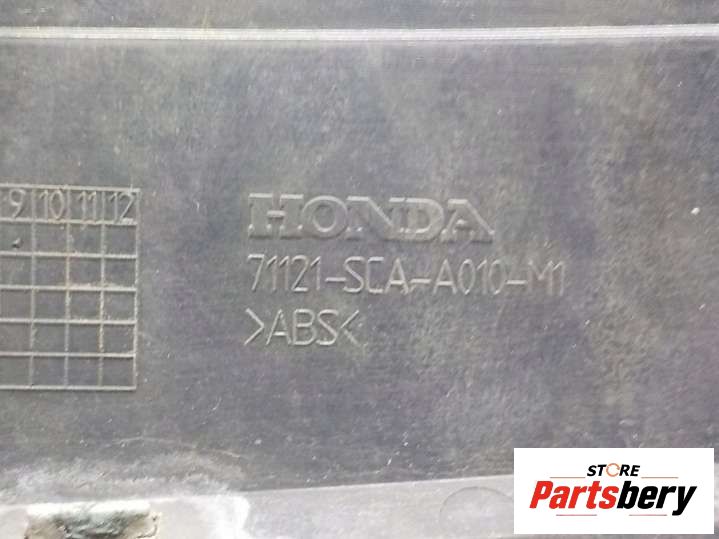 HONDA
71121-SCA-A010-M1
>ABS<
9 10 11 12
STORE
Partsbery